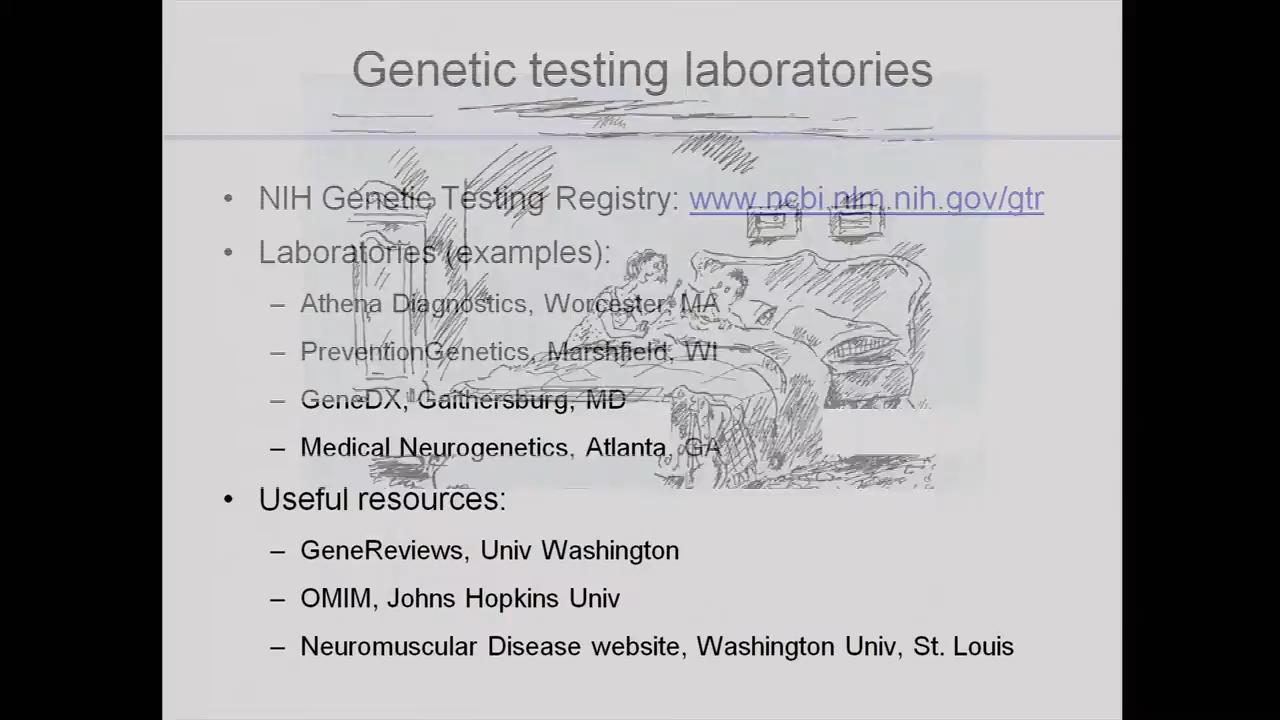 Genetic testing laboratories
• NIH Genetic Testing Registry: www.ncbi.nlm.nih.gov/gtr
• Laboratories (examples):
– Athena Diagnostics, Worcester, MA
– PreventionGenetics, Marshfield, WI
– GeneDX, Gaithersburg, MD
– Medical Neurogenetics, Atlanta, GA
• Useful resources:
– GeneReviews, Univ Washington
– OMIM, Johns Hopkins Univ
– Neuromuscular Disease website, Washington Univ, St. Louis